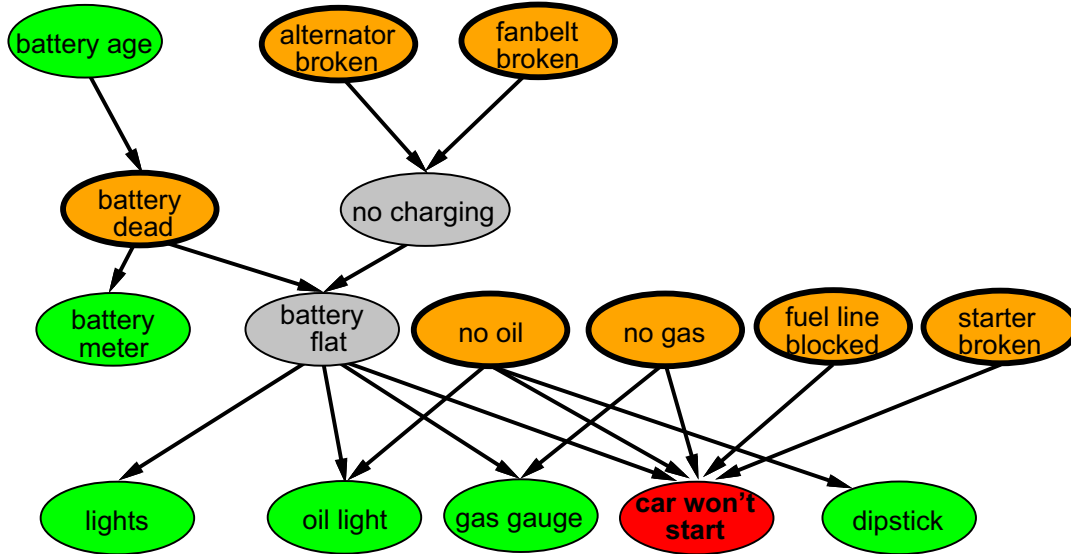 battery age
alternator
broken
fanbelt
broken
battery
dead
no charging
battery
meter
battery
flat
no oil
no gas
fuel line
blocked
starter
broken
lights
oil light
gas gauge
car won't
start
dipstick